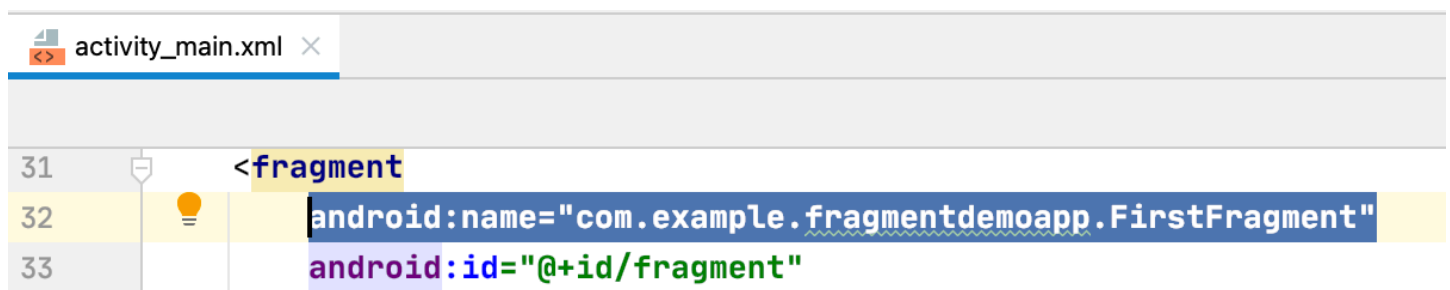 activity_main.xml
31 <fragment
32 android:name="com.example.fragmentdemoapp.FirstFragment"
33 android:id="@+id/fragment"